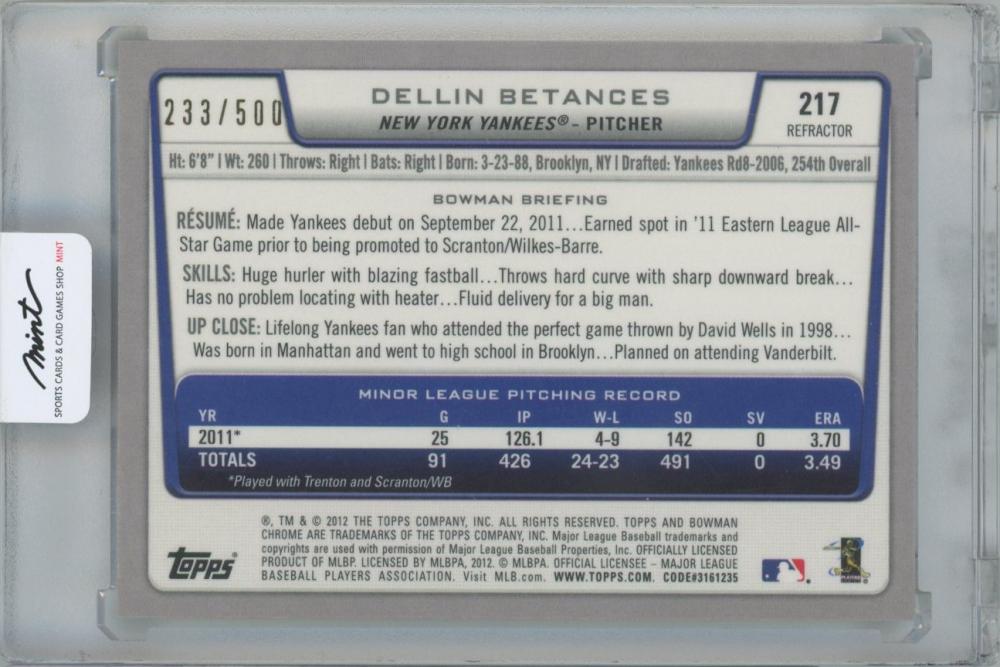 233/500
DELLIN BETANCES
NEW YORK YANKEES® - PITCHER
217
REFRACTOR
Ht: 6'8" | Wt: 260 | Throws: Right | Bats: Right | Born: 3-23-88, Brooklyn, NY | Drafted: Yankees Rd8-2006, 254th Overall
BOWMAN BRIEFING
RÉSUMÉ: Made Yankees debut on September 22, 2011...Earned spot in '11 Eastern League All-
Star Game prior to being promoted to Scranton/Wilkes-Barre.
SKILLS: Huge hurler with blazing fastball...Throws hard curve with sharp downward break...
Has no problem locating with heater...Fluid delivery for a big man.
UP CLOSE: Lifelong Yankees fan who attended the perfect game thrown by David Wells in 1998...
Was born in Manhattan and went to high school in Brooklyn...Planned on attending Vanderbilt.
MINOR LEAGUE PITCHING RECORD
YR G IP W-L SO SV ERA
2011* 25 126.1 4-9 142 0 3.70
TOTALS 91 426 24-23 491 0 3.49
*Played with Trenton and Scranton/WB
®, TM & © 2012 THE TOPPS COMPANY, INC. ALL RIGHTS RESERVED. TOPPS AND BOWMAN
CHROME ARE TRADEMARKS OF THE TOPPS COMPANY, INC. Major League Baseball trademarks and
copyrights are used with permission of Major League Baseball Properties, Inc. OFFICIALLY LICENSED
PRODUCT OF MLBP. LICENSED BY MLBPA, 2012. © MLBPA. OFFICIAL LICENSEE – MAJOR LEAGUE
BASEBALL PLAYERS ASSOCIATION. Visit MLB.com. WWW.TOPPS.COM. CODE#3161235
Topps®
mint
SPORTS CARDS & CARD GAMES SHOP MINT